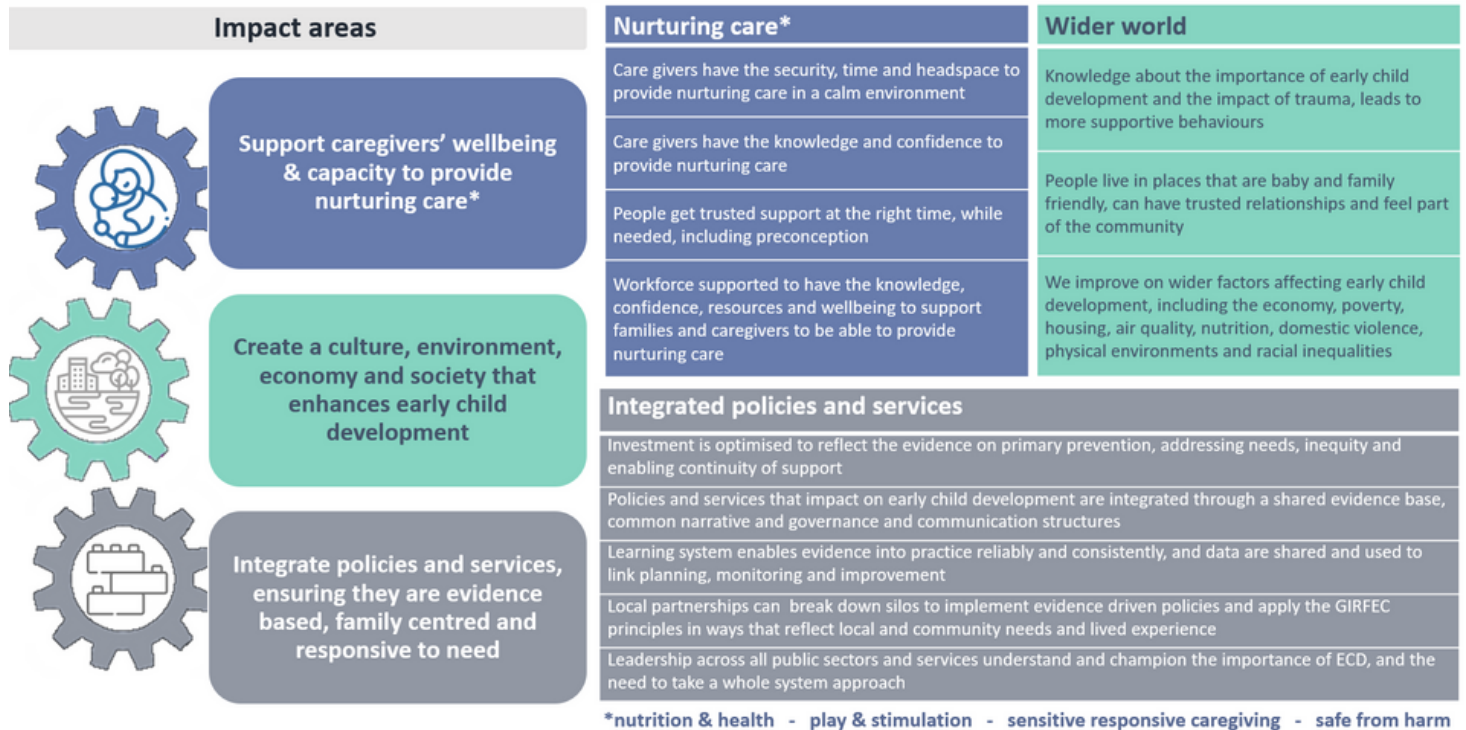 Impact areas
Support caregivers' wellbeing
& capacity to provide
nurturing care*
Create a culture, environment,
economy and society that
enhances early child
development
Integrate policies and services,
ensuring they are evidence
based, family centred and
responsive to need
Nurturing care*
Care givers have the security, time and headspace to
provide nurturing care in a calm environment
Care givers have the knowledge and confidence to
provide nurturing care
People get trusted support at the right time, while
needed, including preconception
Workforce supported to have the knowledge,
confidence, resources and wellbeing to support
families and caregivers to be able to provide
nurturing care
Wider world
Knowledge about the importance of early child
development and the impact of trauma, leads to
more supportive behaviours
People live in places that are baby and family
friendly, can have trusted relationships and feel part
of the community
We improve on wider factors affecting early child
development, including the economy, poverty,
housing, air quality, nutrition, domestic violence,
physical environments and racial inequalities
Integrated policies and services
Investment is optimised to reflect the evidence on primary prevention, addressing needs, inequity and
enabling continuity of support
Policies and services that impact on early child development are integrated through a shared evidence base,
common narrative and governance and communication structures
Learning system enables evidence into practice reliably and consistently, and data are shared and used to
link planning, monitoring and improvement
Local partnerships can break down silos to implement evidence driven policies and apply the GIRFEC
principles in ways that reflect local and community needs and lived experience
Leadership across all public sectors and services understand and champion the importance of ECD, and the
need to take a whole system approach
*nutrition & health - play & stimulation - sensitive responsive caregiving - safe from harm